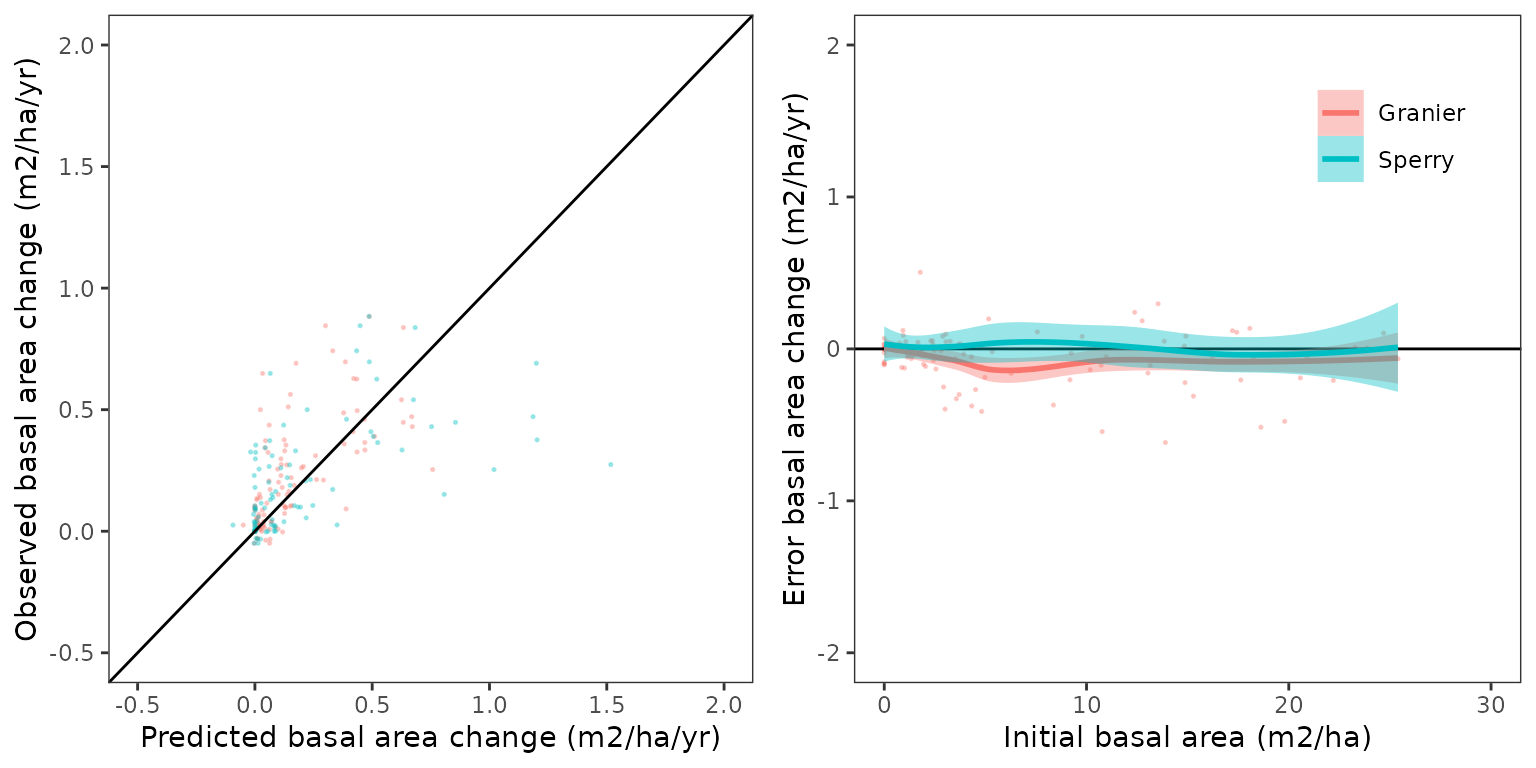 2.0
1.5
1.0
0.5
0.0
-0.5
Observed basal area change (m2/ha/yr)
-0.5 0.0 0.5 1.0 1.5 2.0
Predicted basal area change (m2/ha/yr)
2
1
0
-1
-2
Error basal area change (m2/ha/yr)
Granier
Sperry
0 10 20 30
Initial basal area (m2/ha)